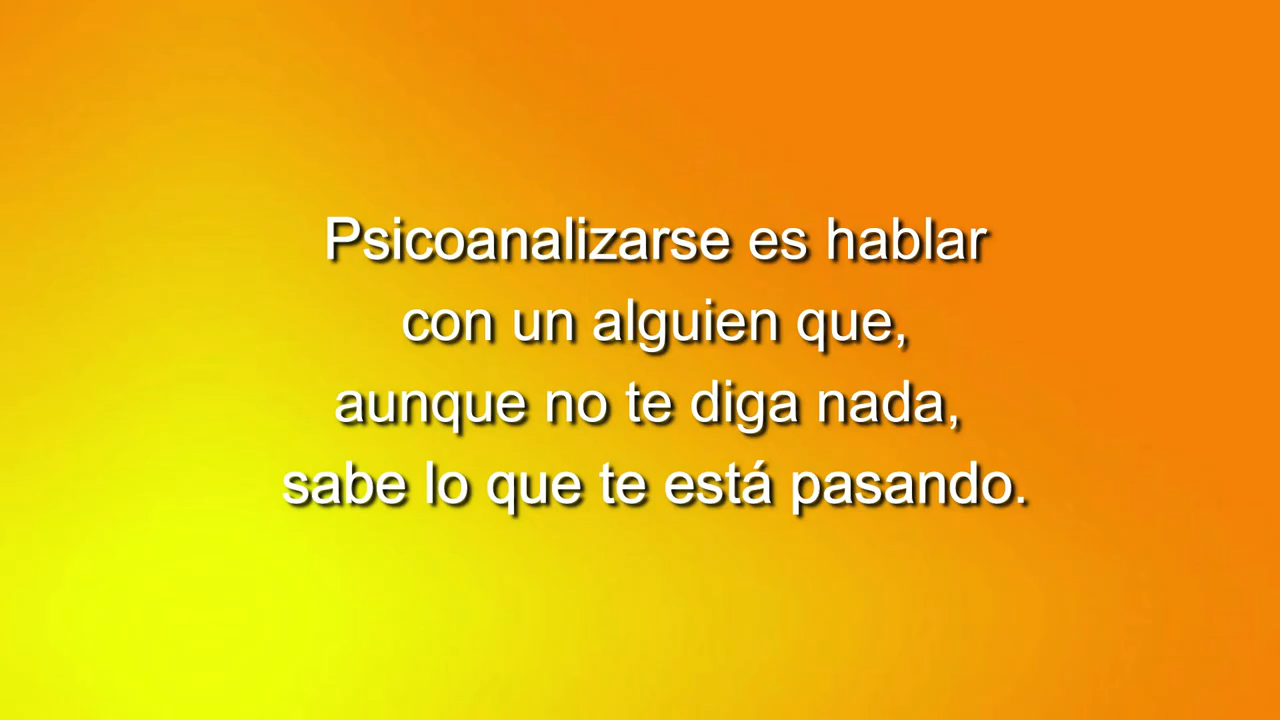 Psicoanalizarse es hablar
con un alguien que,
aunque no te diga nada,
sabe lo que te está pasando.